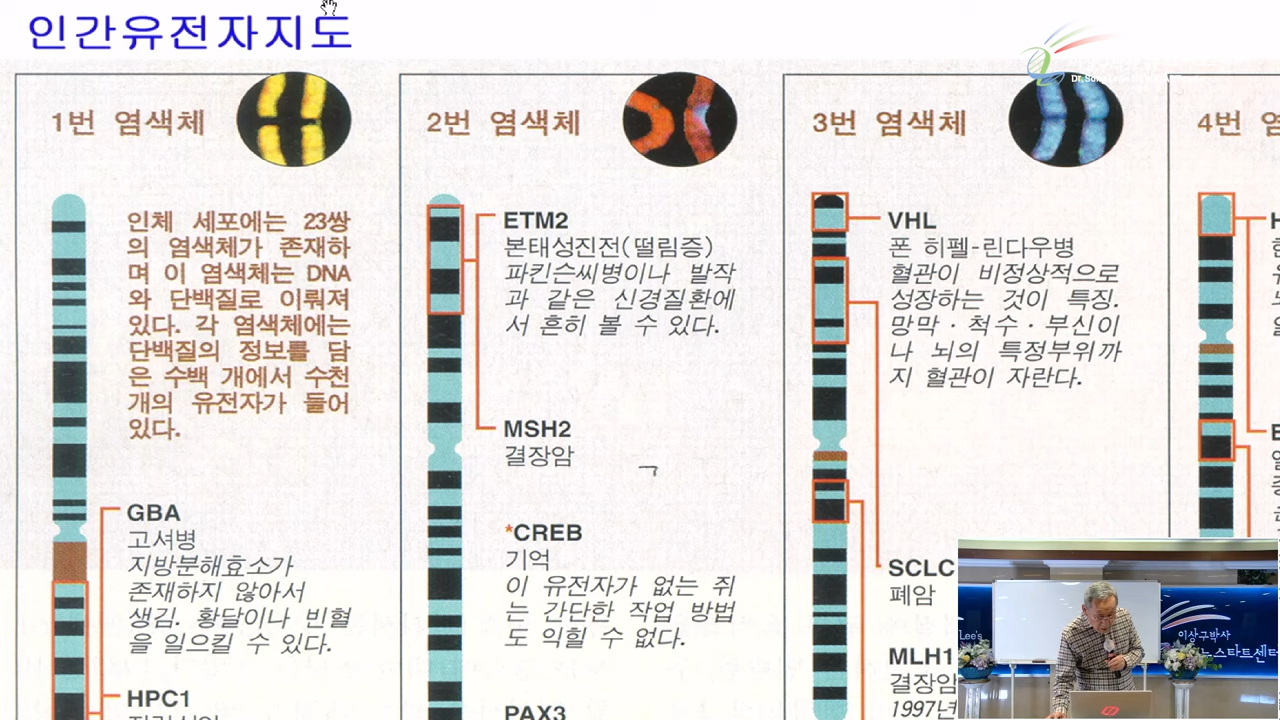 인간유전자지도
1번 염색체
인체 세포에는 23쌍
의 염색체가 존재하
며 이 염색체는 DNA
와 단백질로 이뤄져
있다. 각 염색체에는
단백질의 정보를 담
은 수백 개에서 수천
개의 유전자가 들어
있다.
GBA
고셔병
지방분해효소가
존재하지 않아서
생김. 황달이나 빈혈
을 일으킬 수 있다.
HPC1
2번 염색체
ETM2
본태성진전(떨림증)
파킨슨씨병이나 발작
과 같은 신경질환에
서 흔히 볼 수 있다.
MSH2
결장암
*CREB
기억
이 유전자가 없는 쥐
는 간단한 작업 방법
도 익힐 수 없다.
PAX3
3번 염색체
VHL
폰 히펠-린다우병
혈관이 비정상적으로
성장하는 것이 특징.
망막·척수·부신이
나 뇌의 특정부위까
지 혈관이 자란다.
SCLC
폐암
MLH1
결장암
1997년
4번
Dr.Sang Lee
Lee's
이상구박사
뉴스타트센터